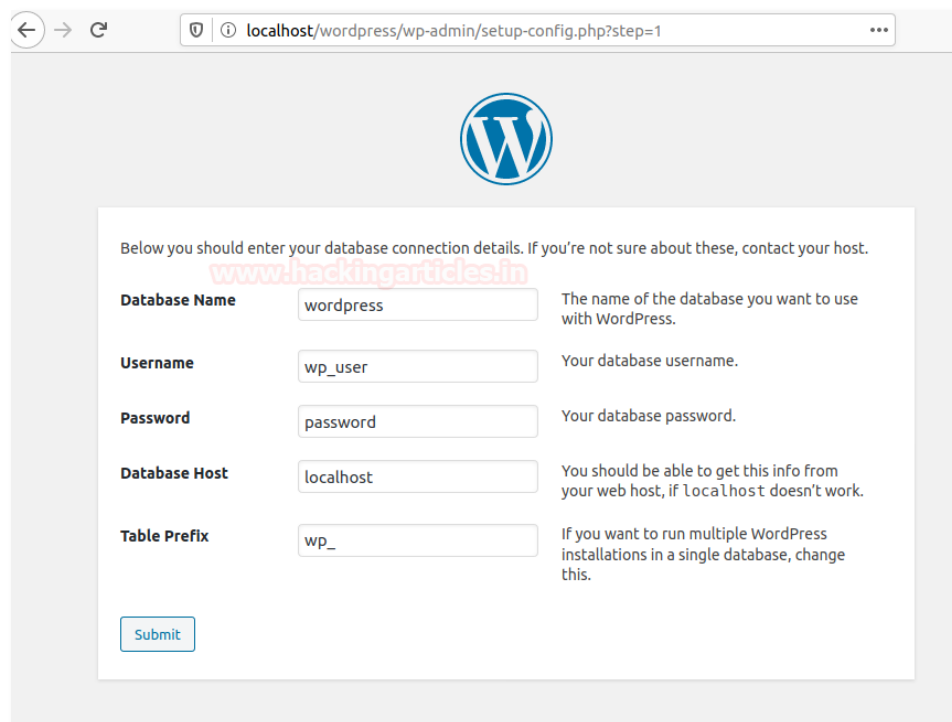 localhost/wordpress/wp-admin/setup-config.php?step=1
Below you should enter your database connection details. If you’re not sure about these, contact your host.
www.hackingarticles.in
Database Name
wordpress
The name of the database you want to use
with WordPress.
Username
wp_user
Your database username.
Password
password
Your database password.
Database Host
localhost
You should be able to get this info from
your web host, if localhost doesn’t work.
Table Prefix
wp_
If you want to run multiple WordPress
installations in a single database, change
this.
Submit